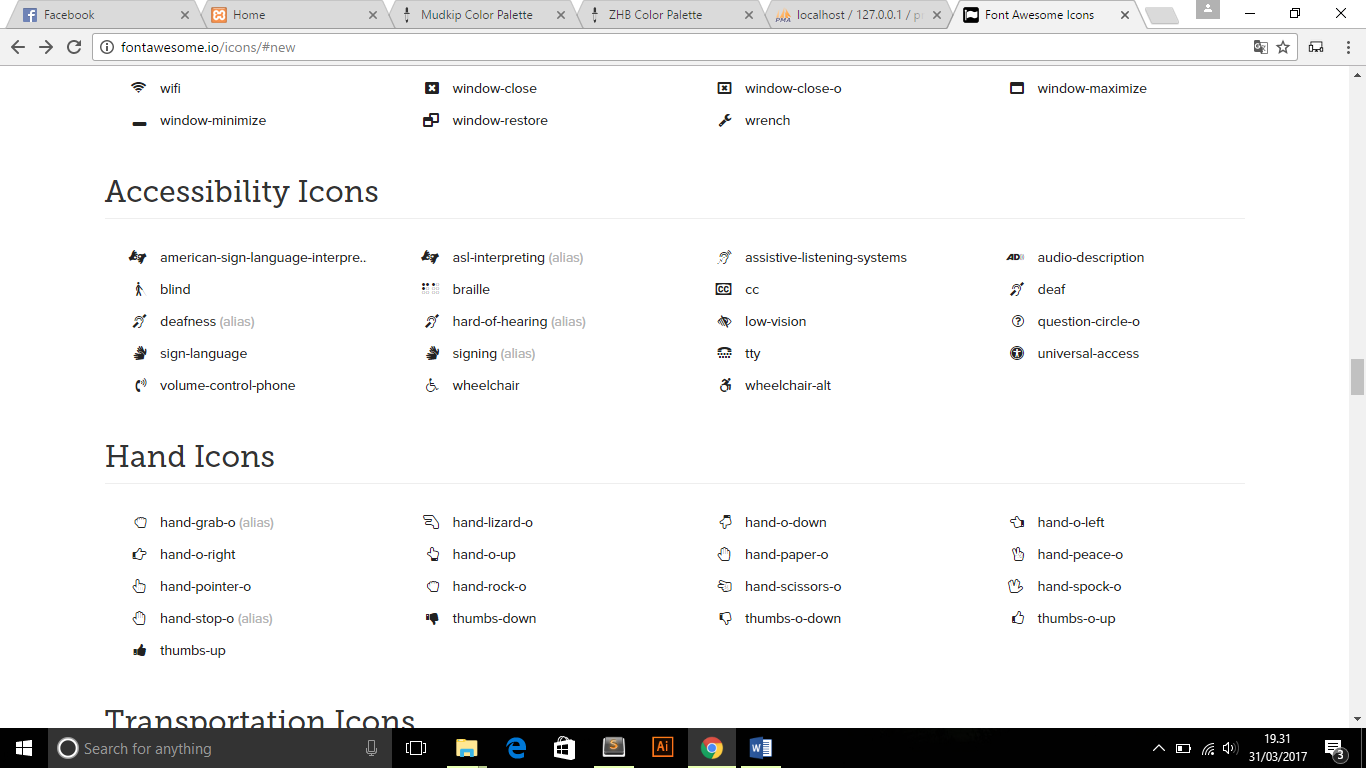 Facebook Home Mudkip Color Palette ZHB Color Palette localhost / 127.0.0.1 / p Font Awesome Icons
fontawesome.io/icons/#new
wifi window-close window-close-o window-maximize
window-minimize window-restore wrench
Accessibility Icons
american-sign-language-interpre.. asl-interpreting (alias) assistive-listening-systems audio-description
blind braille cc deaf
deafness (alias) hard-of-hearing (alias) low-vision question-circle-o
sign-language signing (alias) tty universal-access
volume-control-phone wheelchair wheelchair-alt
Hand Icons
hand-grab-o (alias) hand-lizard-o hand-o-down hand-o-left
hand-o-right hand-o-up hand-paper-o hand-peace-o
hand-pointer-o hand-rock-o hand-scissors-o hand-spock-o
hand-stop-o (alias) thumbs-down thumbs-o-down thumbs-o-up
thumbs-up
Transportation Icons
Search for anything
19.31
31/03/2017
3